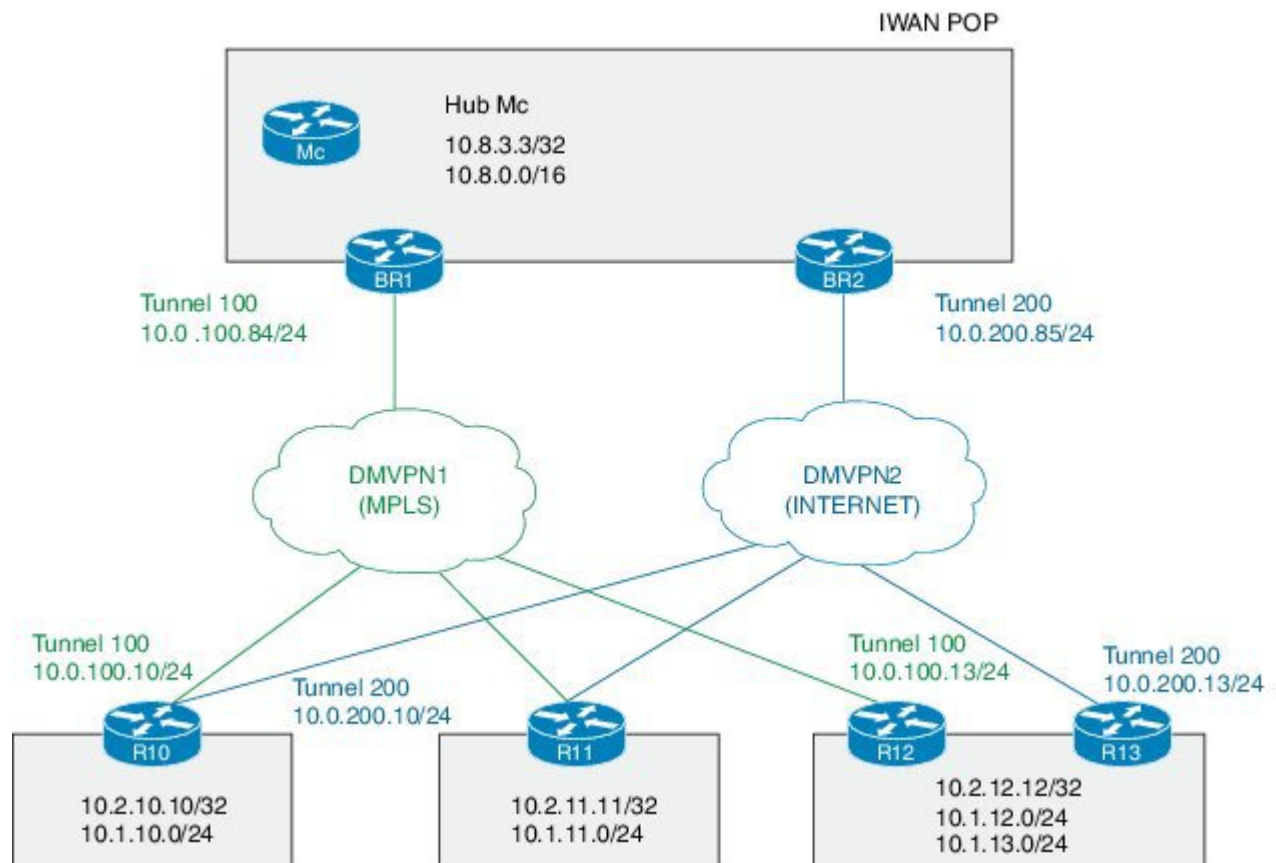 IWAN POP
Hub Mc
10.8.3.3/32
10.8.0.0/16
Mc
BR1
BR2
Tunnel 100
10.0 .100.84/24
Tunnel 200
10.0.200.85/24
DMVPN1
(MPLS)
DMVPN2
(INTERNET)
Tunnel 100
10.0.100.10/24
Tunnel 200
10.0.200.10/24
Tunnel 100
10.0.100.13/24
Tunnel 200
10.0.200.13/24
R10
R11
R12
R13
10.2.10.10/32
10.1.10.0/24
10.2.11.11/32
10.1.11.0/24
10.2.12.12/32
10.1.12.0/24
10.1.13.0/24